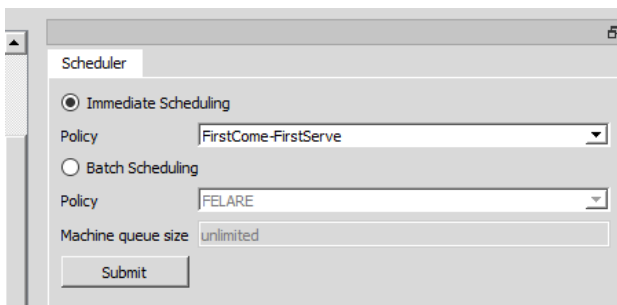 Scheduler
Immediate Scheduling
Policy FirstCome-FirstServe
Batch Scheduling
Policy FELARE
Machine queue size unlimited
Submit